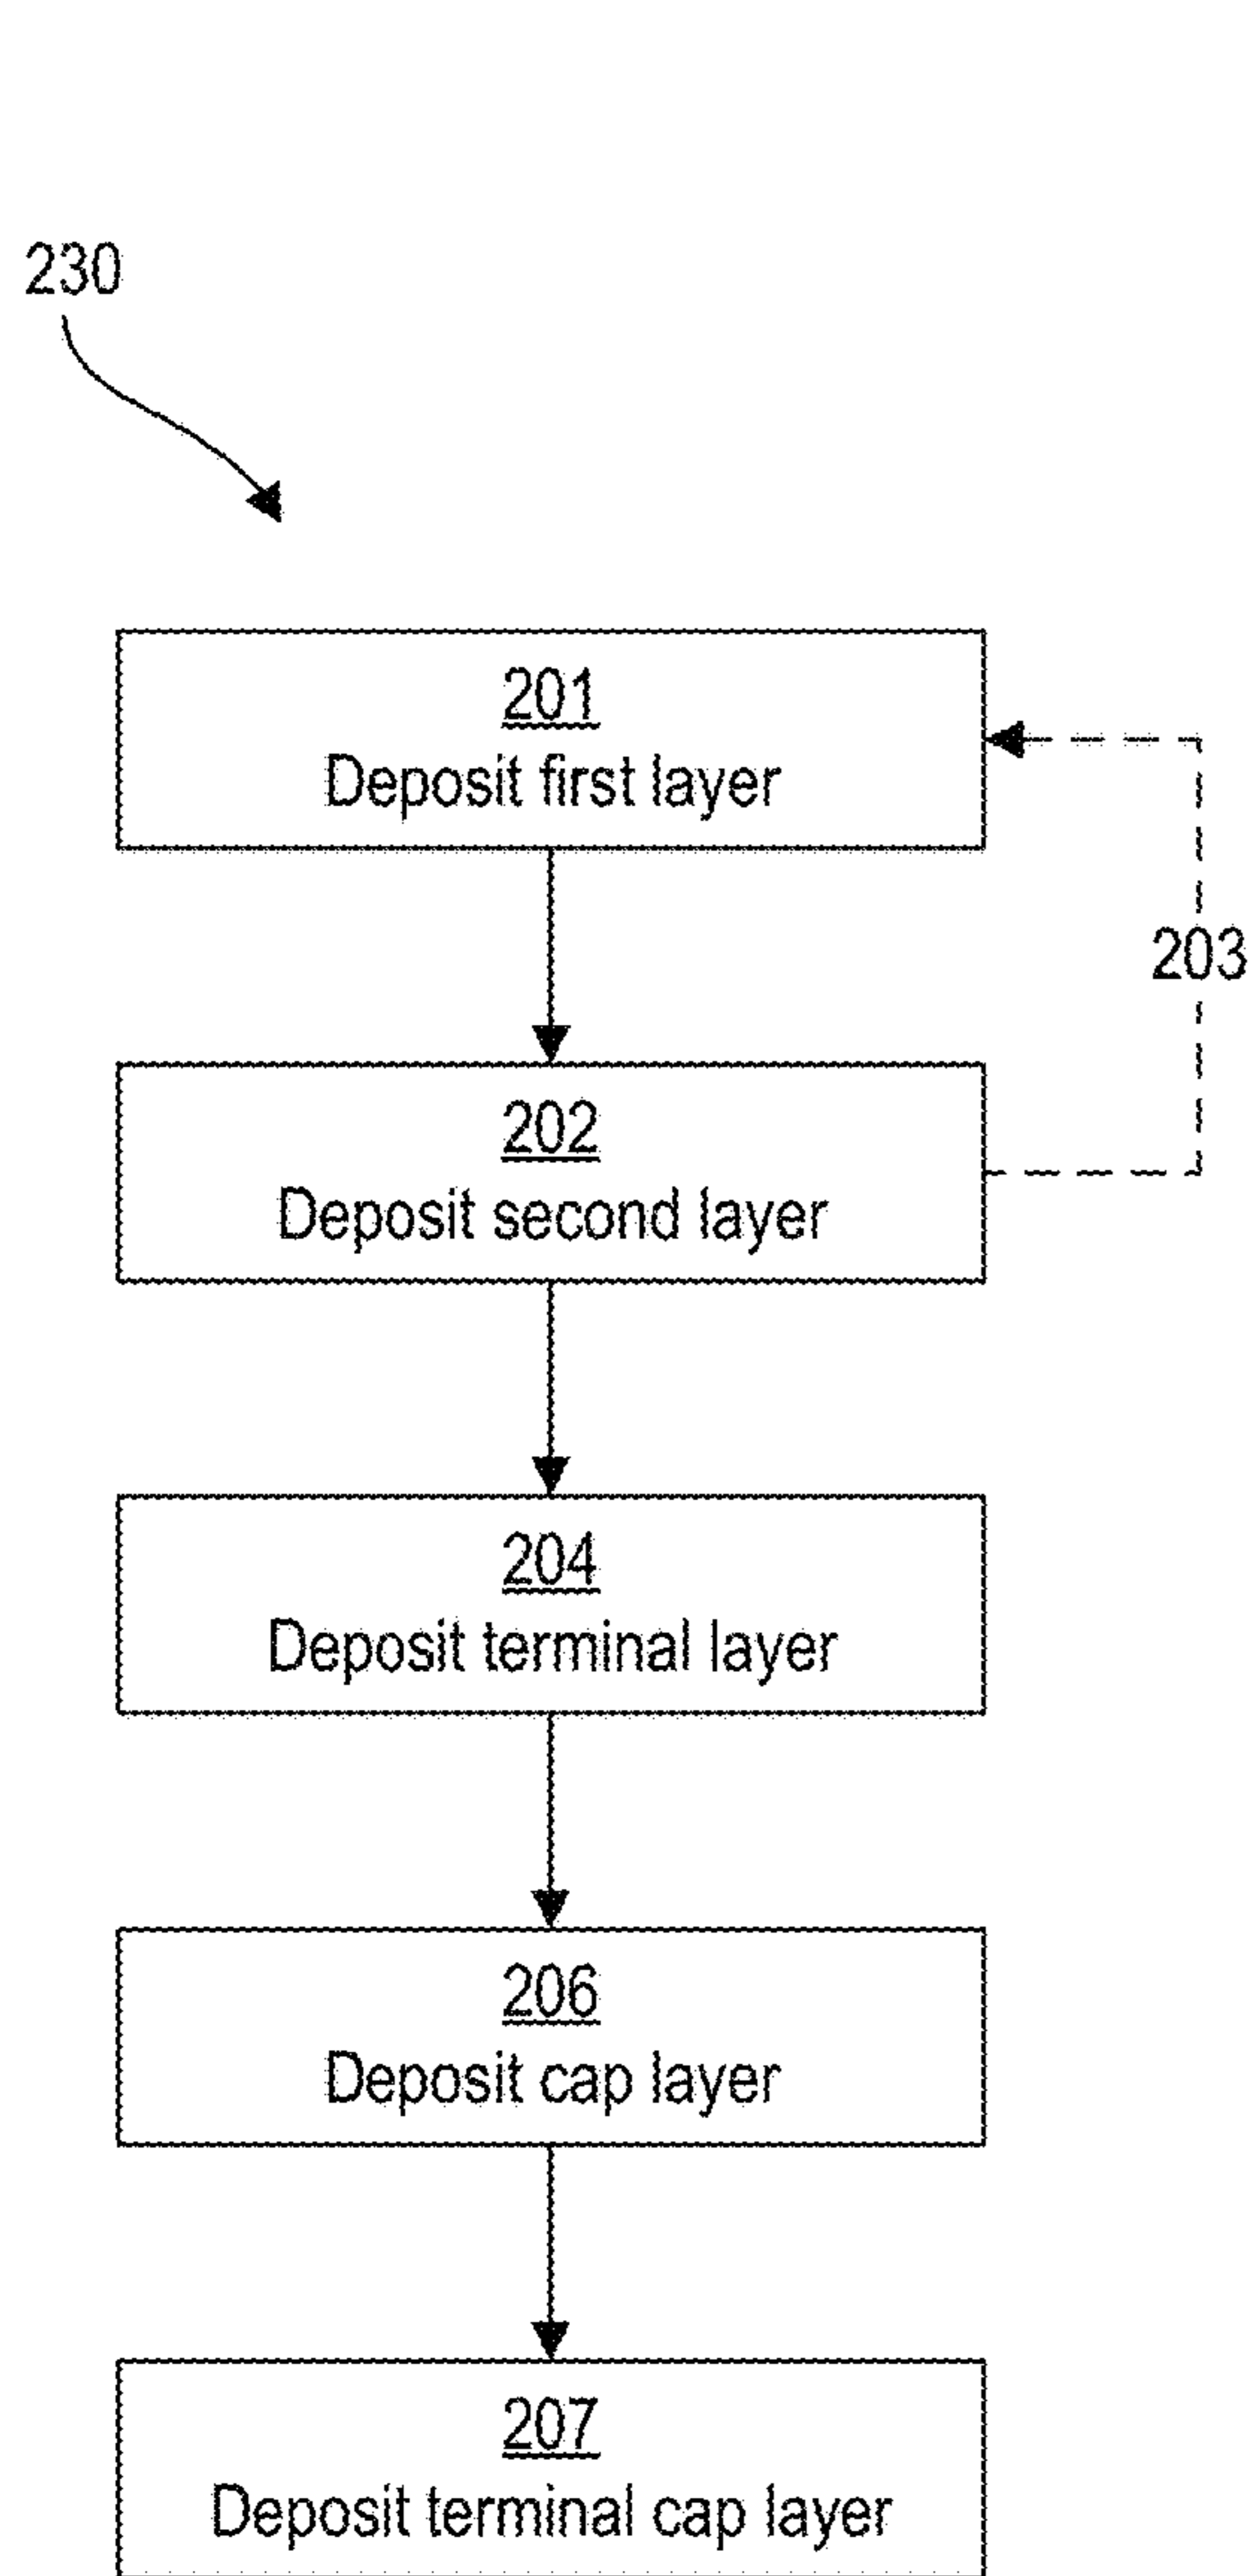 230
201
Deposit first layer
203
202
Deposit second layer
204
Deposit terminal layer
206
Deposit cap layer
207
Deposit terminal cap layer